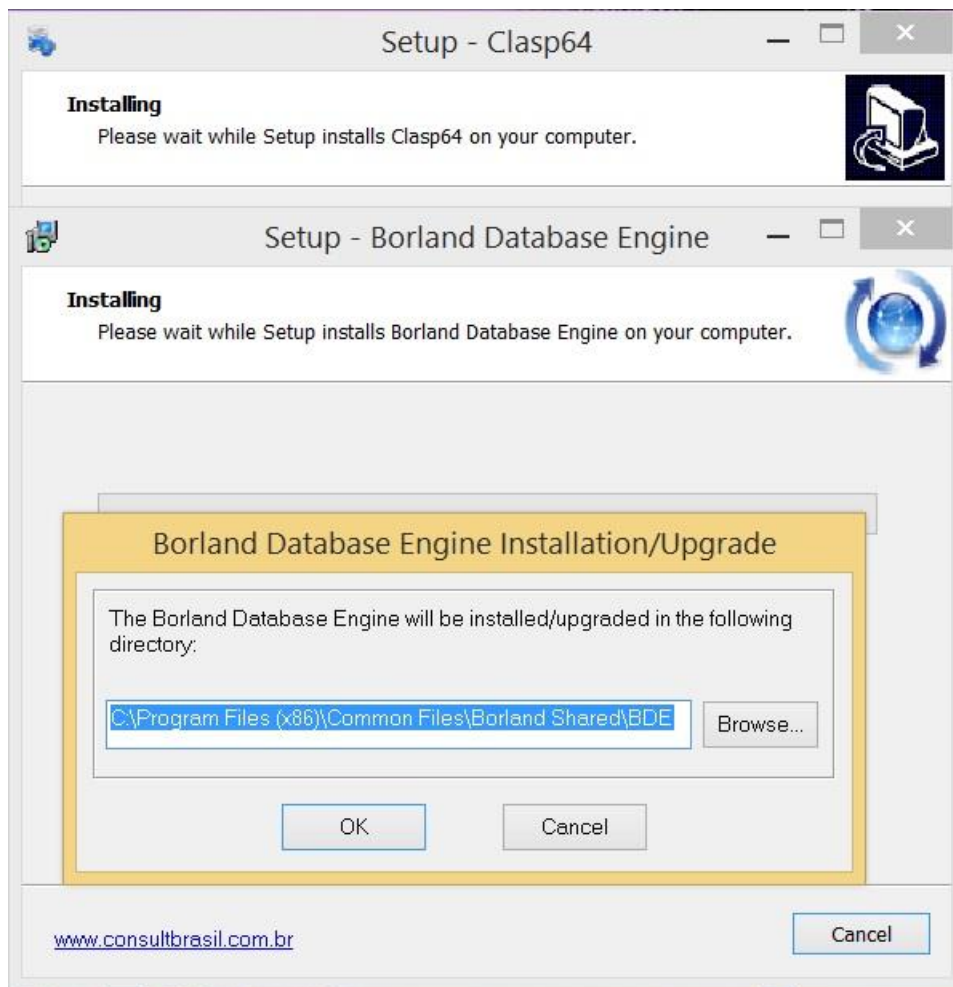 Setup - Clasp64
Installing
Please wait while Setup installs Clasp64 on your computer.
Setup - Borland Database Engine
Installing
Please wait while Setup installs Borland Database Engine on your computer.
Borland Database Engine Installation/Upgrade
The Borland Database Engine will be installed/upgraded in the following
directory:
C:\Program Files (x86)\Common Files\Borland Shared\BDE
Browse...
OK
Cancel
www.consultbrasil.com.br
Cancel